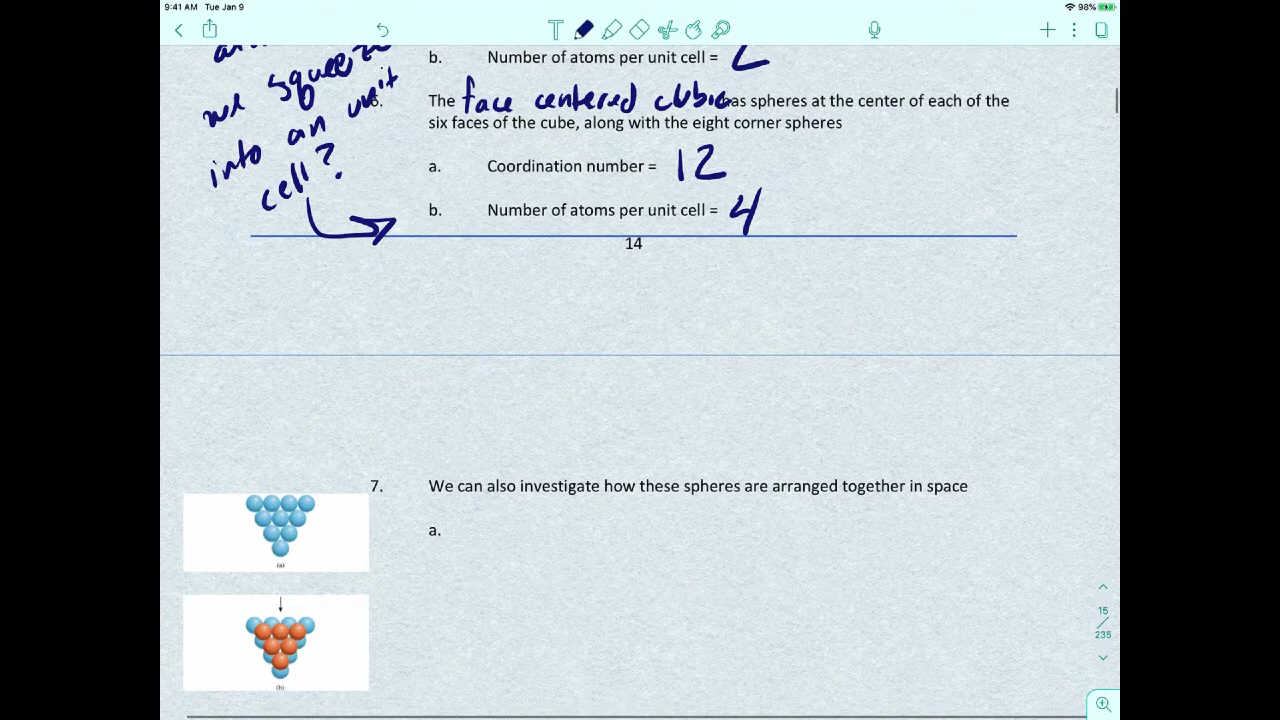 9:41 AM Tue Jan 9
98%
b. Number of atoms per unit cell = 2
we squeeze
into an unit
cell?
The face centered cubic has spheres at the center of each of the
six faces of the cube, along with the eight corner spheres
a. Coordination number = 12
b. Number of atoms per unit cell = 4
14
7. We can also investigate how these spheres are arranged together in space
a.
(a)
(b)
15
235